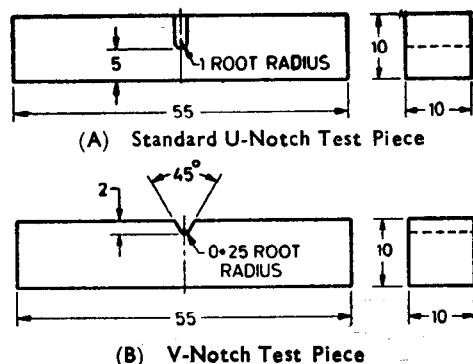 5
1 ROOT RADIUS
10
55
10
(A) Standard U-Notch Test Piece
45°
2
0·25 ROOT
RADIUS
10
55
10
(B) V-Notch Test Piece